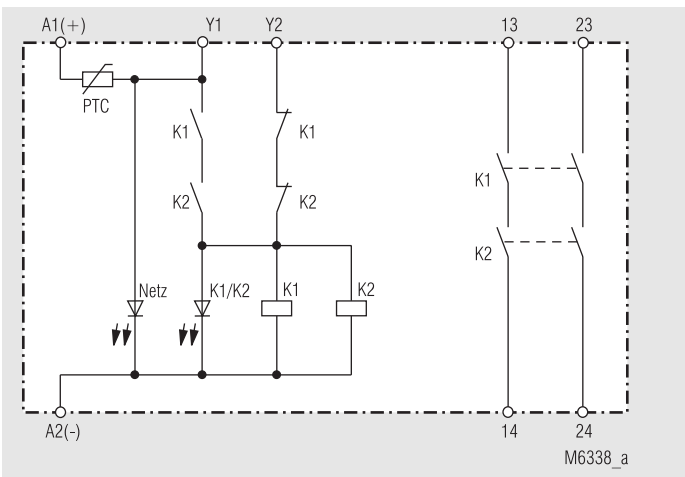 A1(+) Y1 Y2 13 23
PTC
K1 K1
K1
K2 K2
K2
Netz K1/K2 K1 K2
A2(-) 14 24
M6338_a